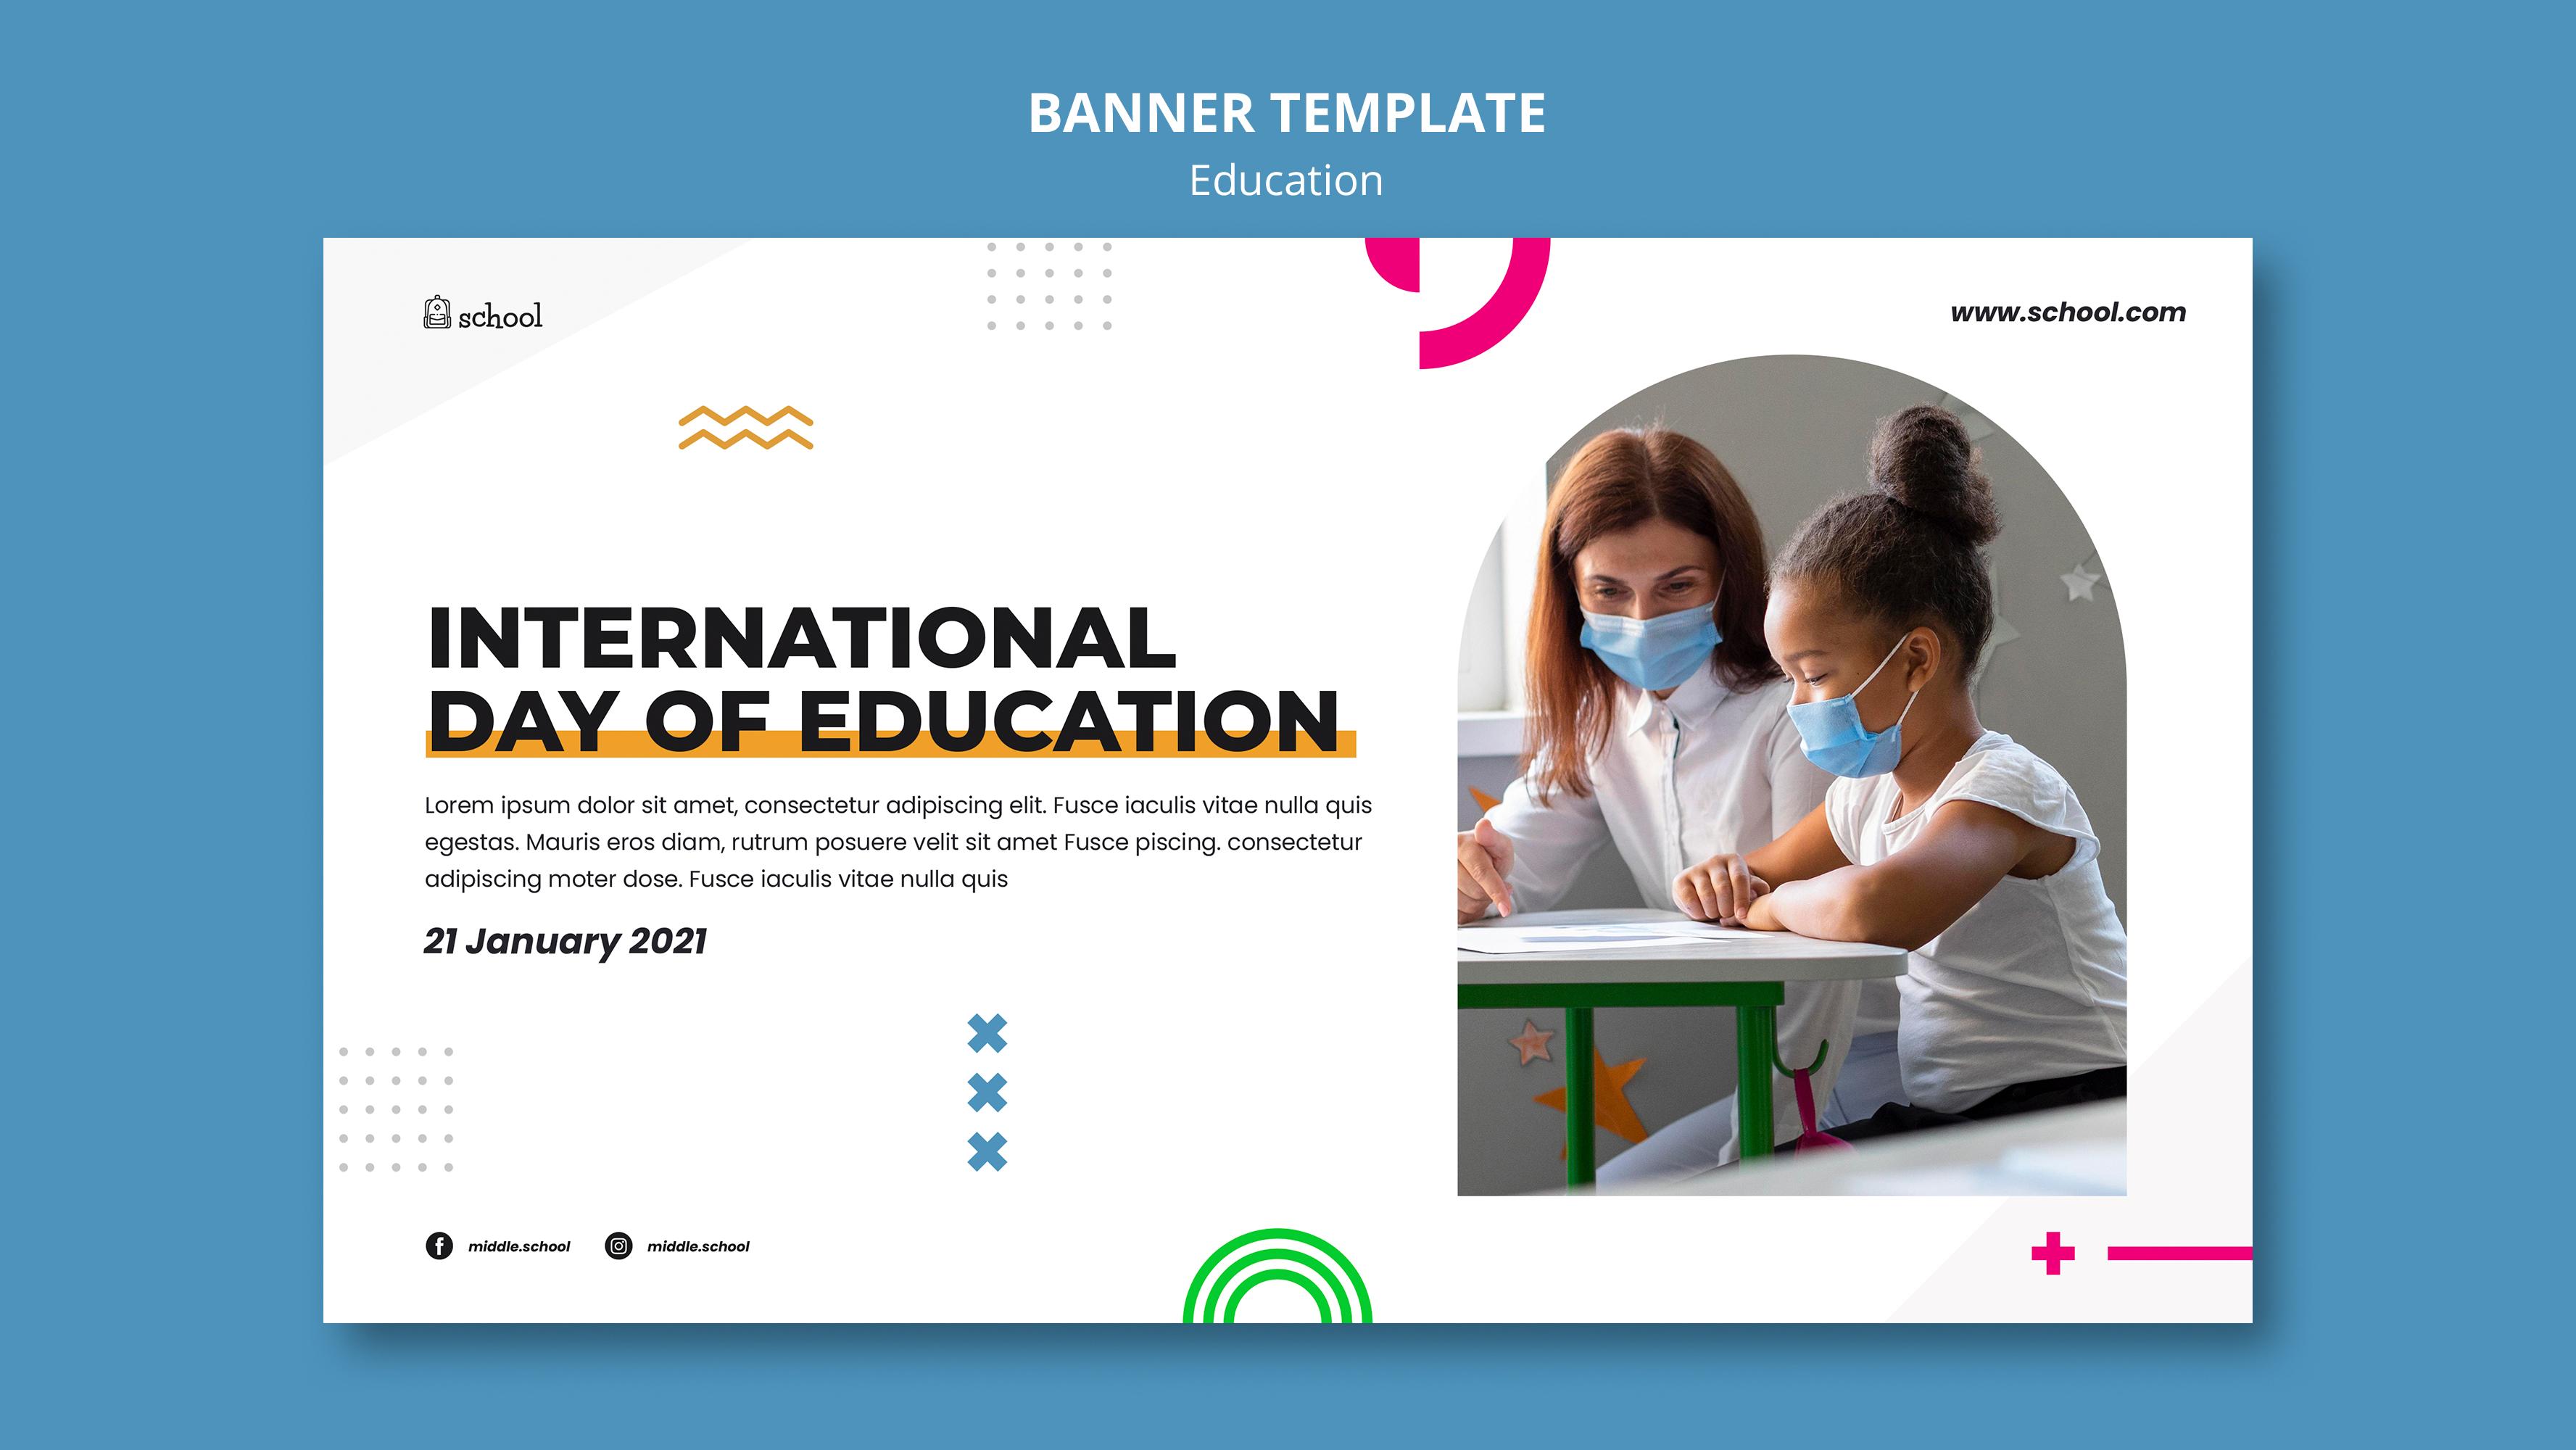 BANNER TEMPLATE
Education
school
www.school.com
INTERNATIONAL
DAY OF EDUCATION
Lorem ipsum dolor sit amet, consectetur adipiscing elit. Fusce iaculis vitae nulla quis
egestas. Mauris eros diam, rutrum posuere velit sit amet Fusce piscing. consectetur
adipiscing moter dose. Fusce iaculis vitae nulla quis
21 January 2021
middle.school middle.school